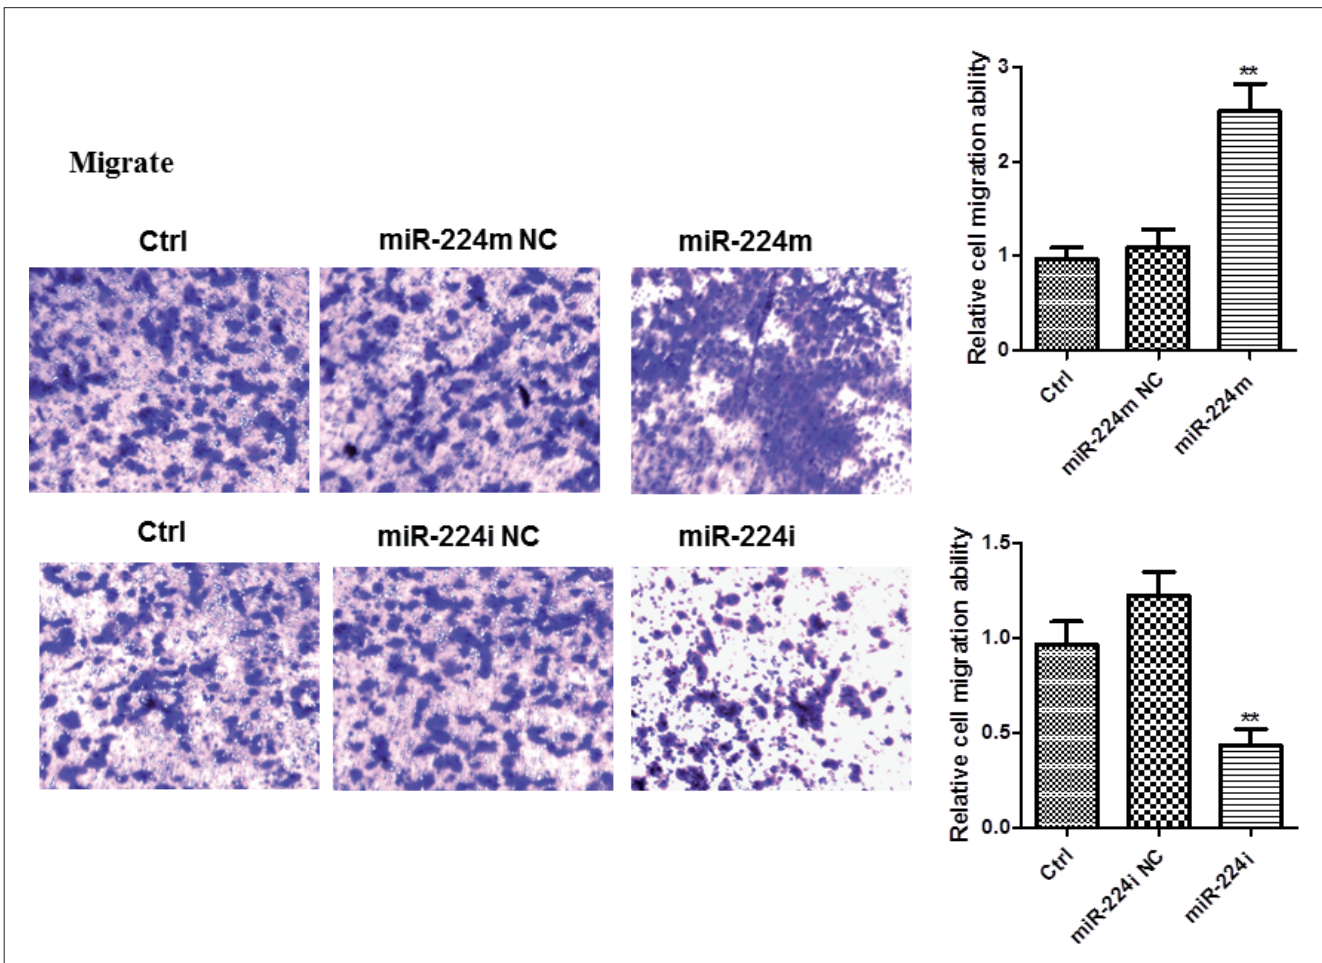 Migrate
Ctrl
miR-224m NC
miR-224m
Ctrl
miR-224i NC
miR-224i
Relative cell migration ability
3
2
1
0
**
Ctrl
miR-224m NC
miR-224m
Relative cell migration ability
1.5
1.0
0.5
0.0
**
Ctrl
miR-224i NC
miR-224i